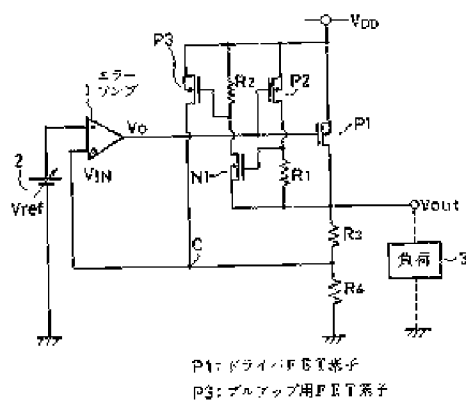 VDD
P3
R2
P2
エラー
アンプ
1
Vo
P1
2
VIN
N1
R1
Vref
Vout
C
R3
負荷
3
R4
P1:ドライバFET素子
P3:プルアップ用FET素子